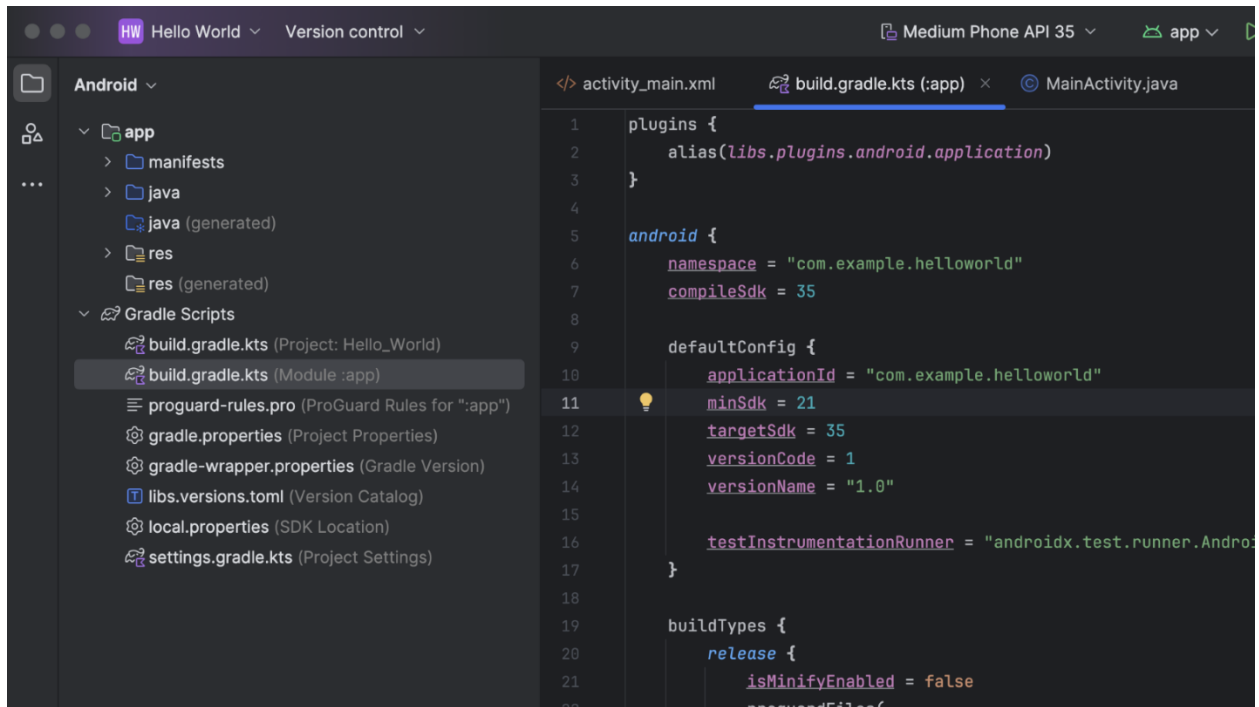 HW Hello World Version control Medium Phone API 35 app
Android
app
manifests
java
java (generated)
res
res (generated)
Gradle Scripts
build.gradle.kts (Project: Hello_World)
build.gradle.kts (Module :app)
proguard-rules.pro (ProGuard Rules for ":app")
gradle.properties (Project Properties)
gradle-wrapper.properties (Gradle Version)
libs.versions.toml (Version Catalog)
local.properties (SDK Location)
settings.gradle.kts (Project Settings)
activity_main.xml build.gradle.kts (:app) MainActivity.java
1 plugins {
2 alias(libs.plugins.android.application)
3 }
4
5 android {
6 namespace = "com.example.helloworld"
7 compileSdk = 35
8
9 defaultConfig {
10 applicationId = "com.example.helloworld"
11 minSdk = 21
12 targetSdk = 35
13 versionCode = 1
14 versionName = "1.0"
15
16 testInstrumentationRunner = "androidx.test.runner.Androi
17 }
18
19 buildTypes {
20 release {
21 isMinifyEnabled = false